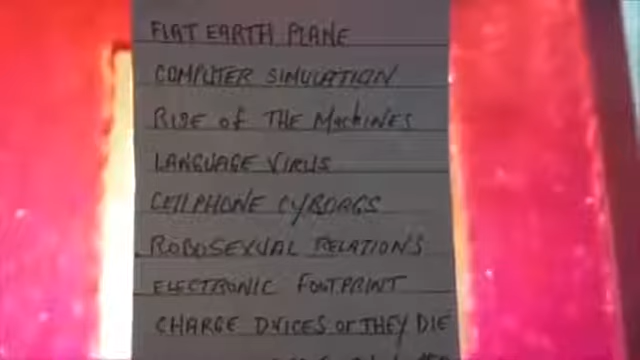 FLAT EARTH PLANE
COMPUTER SIMULATION
RISE of THE MachiNES
LANGUAGE VIRUS
CELLPHONE CYBORGS
ROBOSEXUAL RELATIONS
ELECTRONIC FOOTPRINT
CHARGE DVICES or THEY DIE